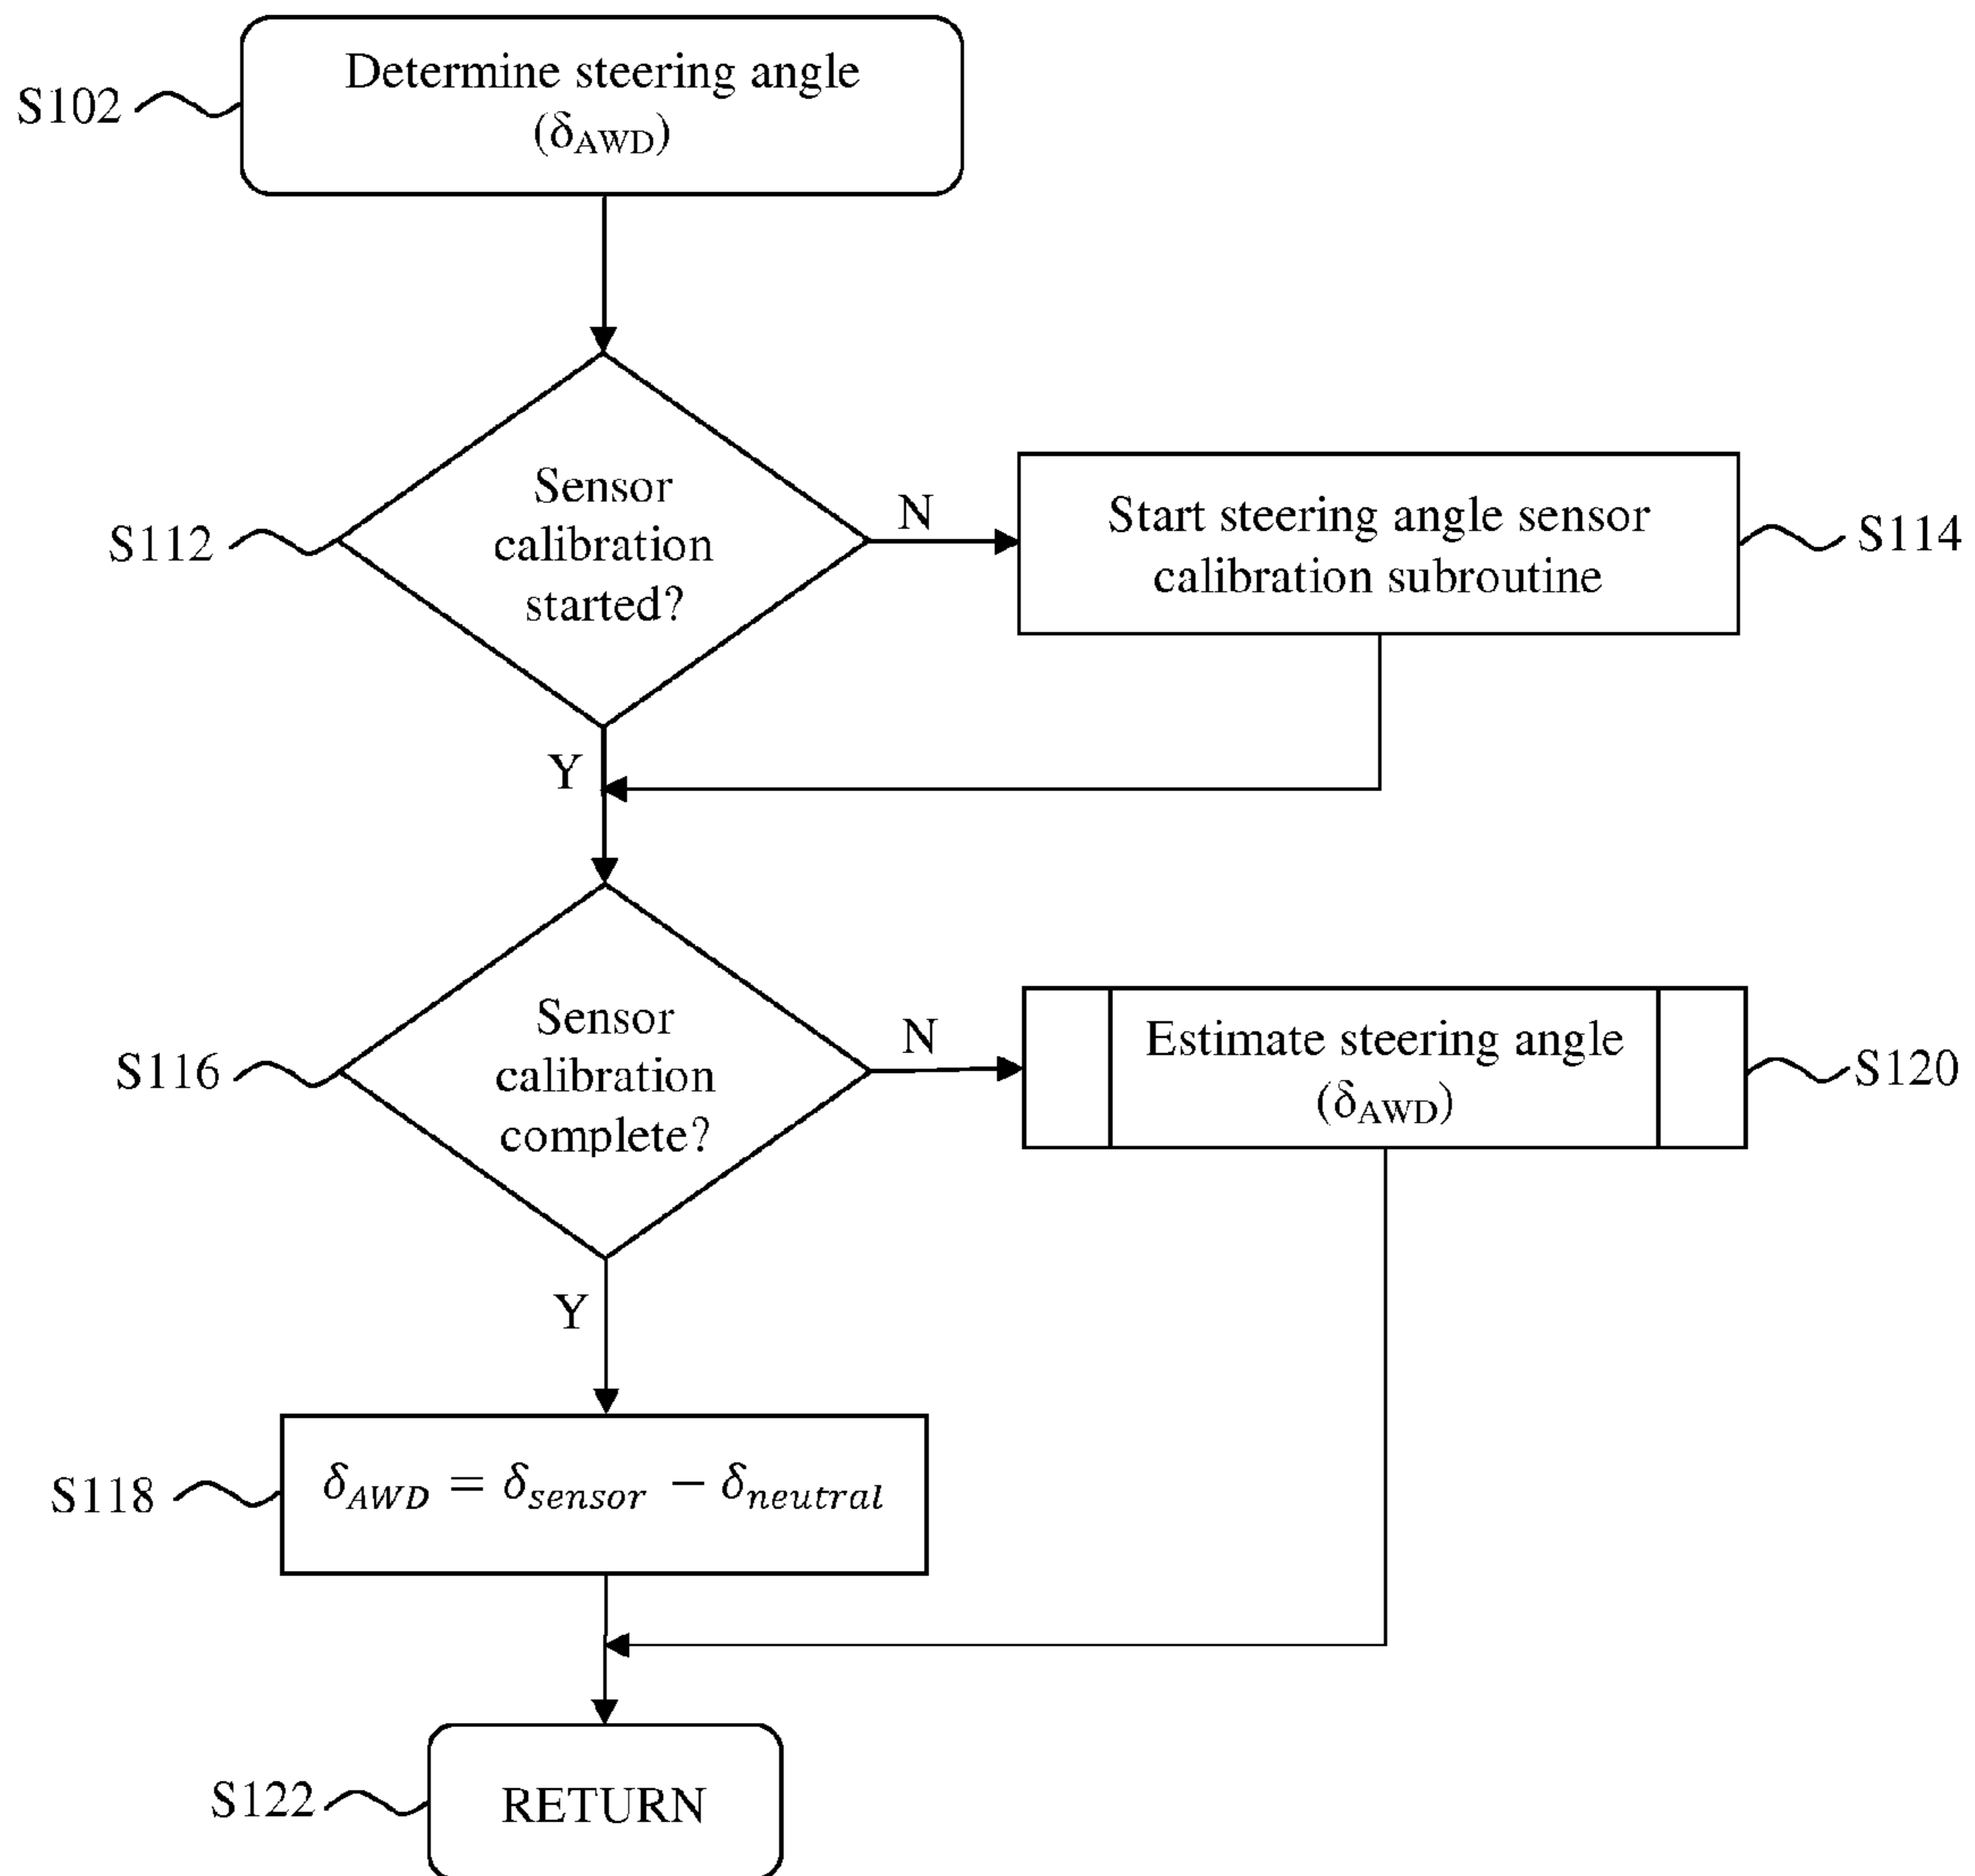 Determine steering angle
(δAWD)
S102
Sensor
calibration
started?
S112
N
Start steering angle sensor
calibration subroutine
S114
Y
Sensor
calibration
complete?
S116
N
Estimate steering angle
(δAWD)
S120
Y
δAWD = δsensor − δneutral
S118
RETURN
S122